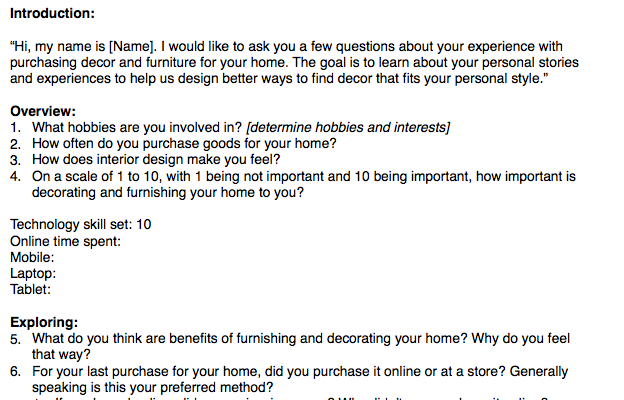 Introduction:
“Hi, my name is [Name]. I would like to ask you a few questions about your experience with
purchasing decor and furniture for your home. The goal is to learn about your personal stories
and experiences to help us design better ways to find decor that fits your personal style.”
Overview:
1. What hobbies are you involved in? [determine hobbies and interests]
2. How often do you purchase goods for your home?
3. How does interior design make you feel?
4. On a scale of 1 to 10, with 1 being not important and 10 being important, how important is
decorating and furnishing your home to you?
Technology skill set: 10
Online time spent:
Mobile:
Laptop:
Tablet:
Exploring:
5. What do you think are benefits of furnishing and decorating your home? Why do you feel
that way?
6. For your last purchase for your home, did you purchase it online or at a store? Generally
speaking is this your preferred method?